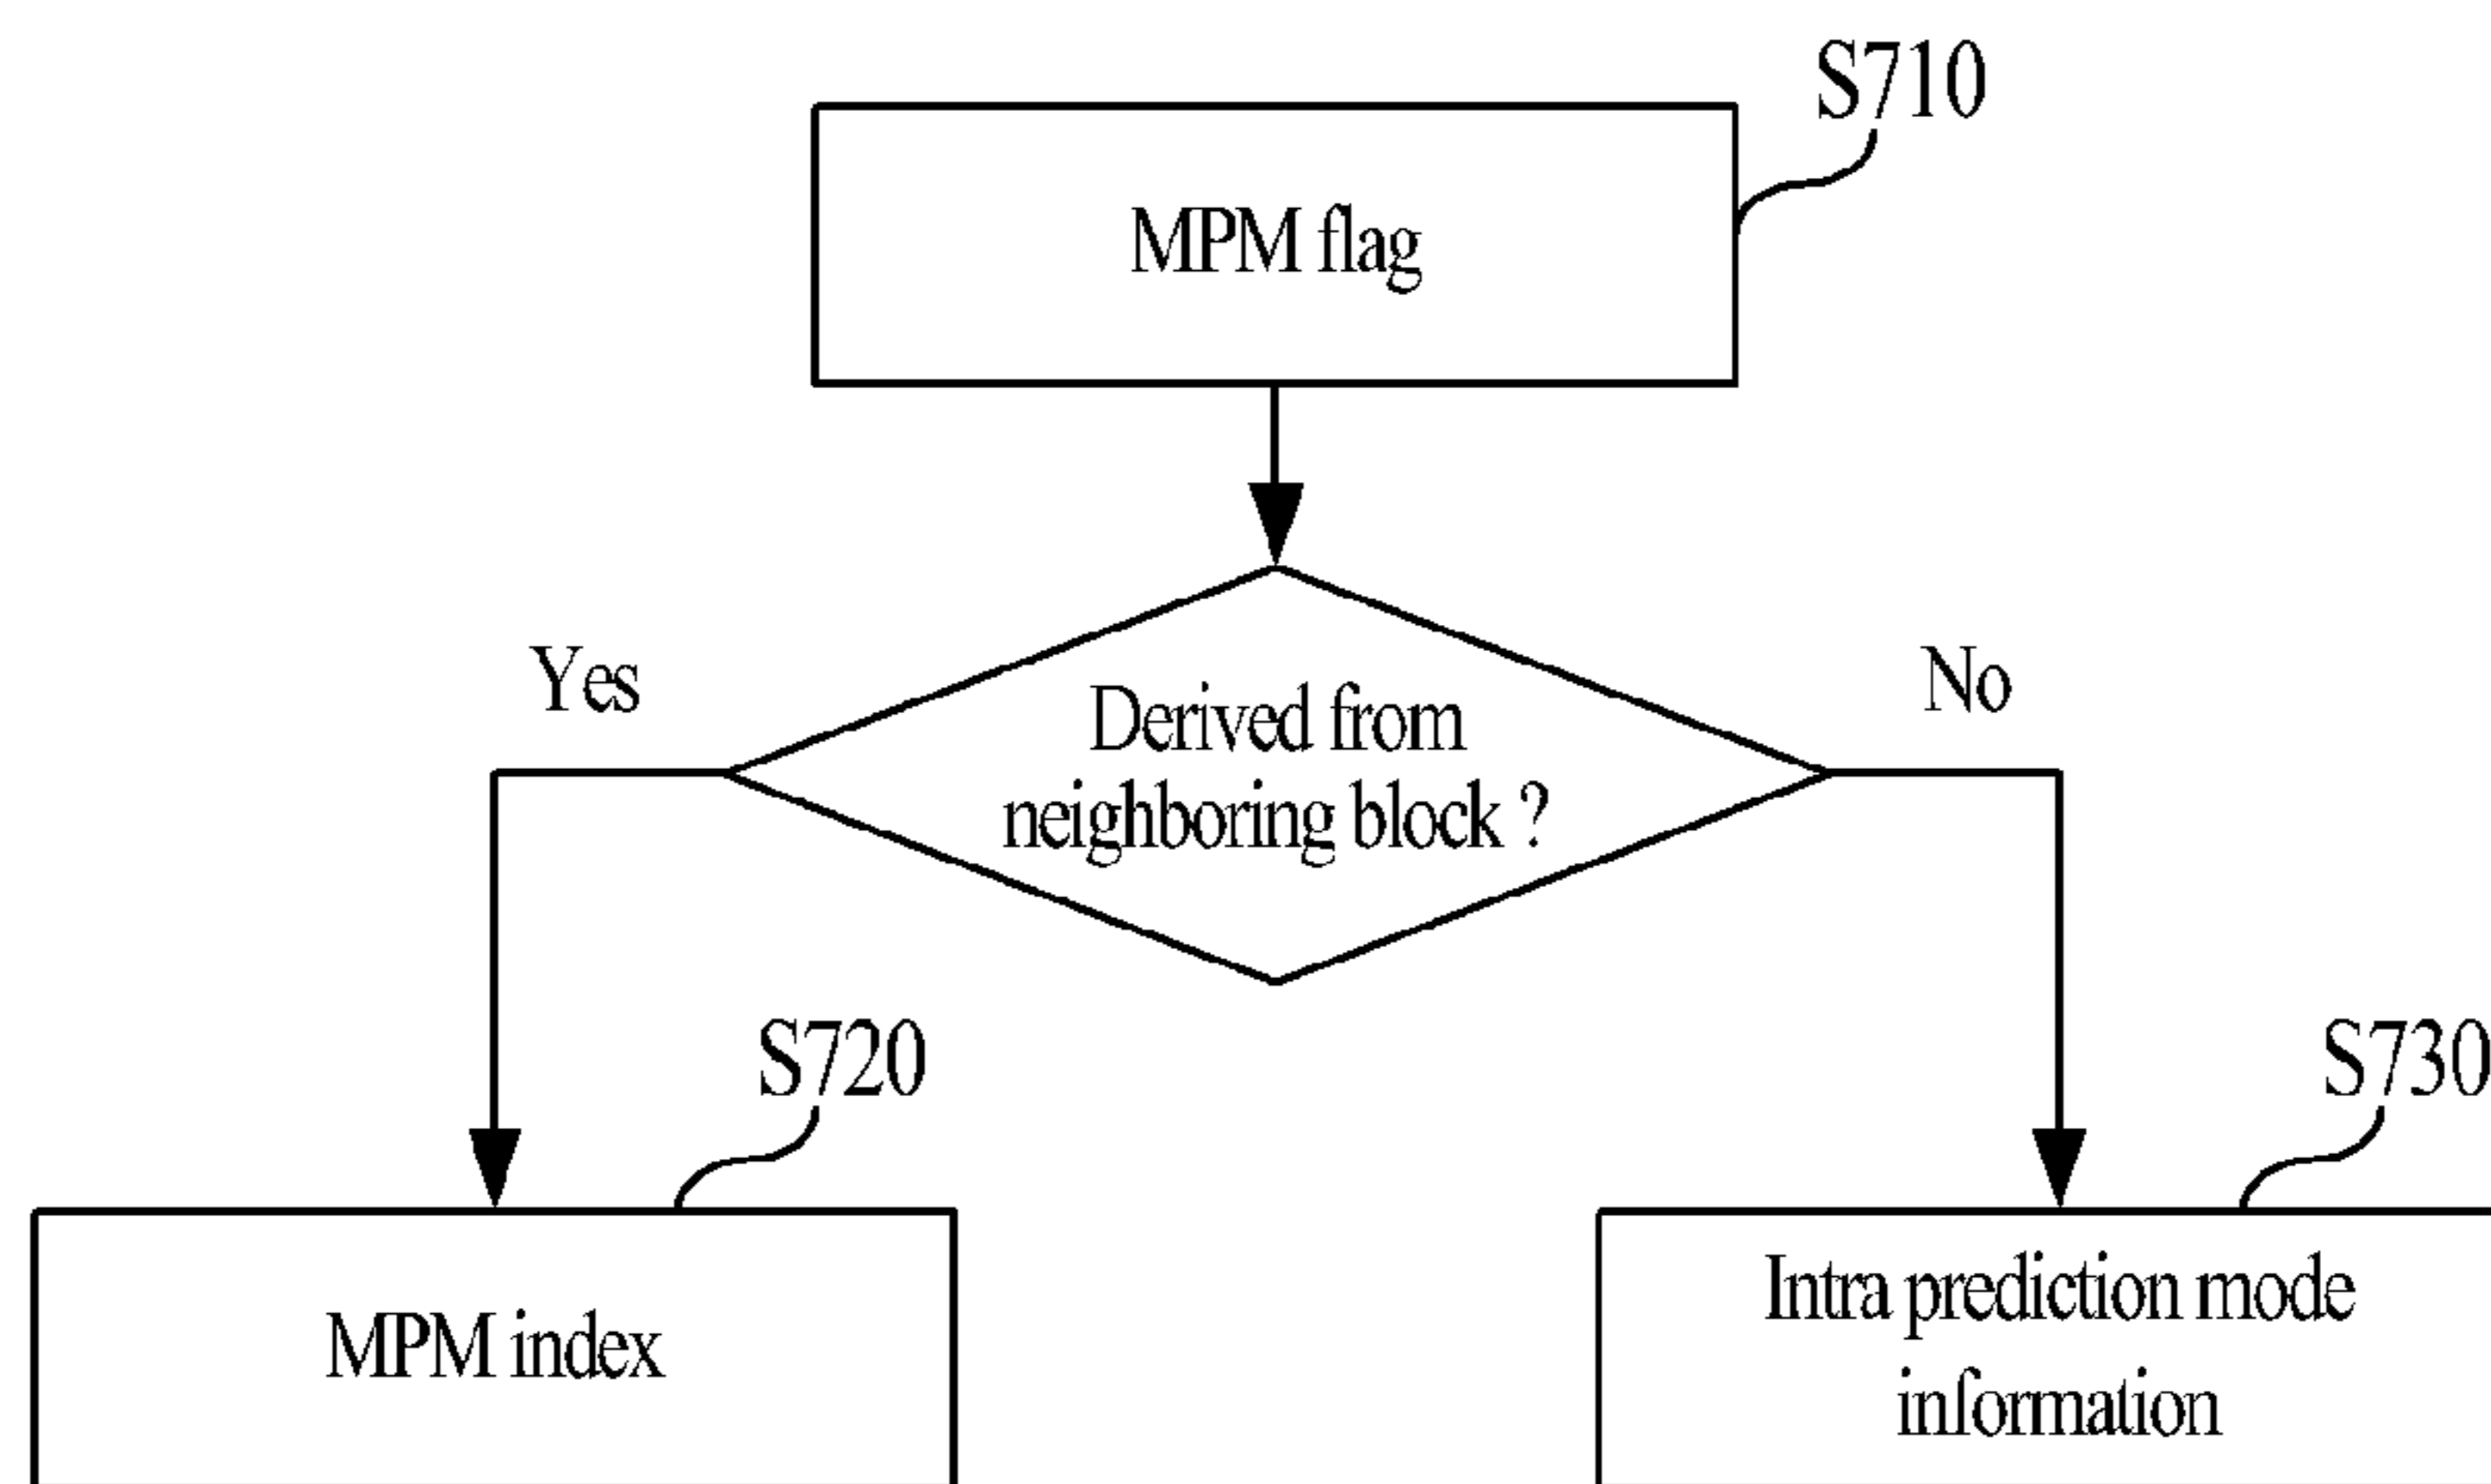 S710
MPM flag
Yes
No
Derived from
neighboring block ?
S720
S730
MPM index
Intra prediction mode
information